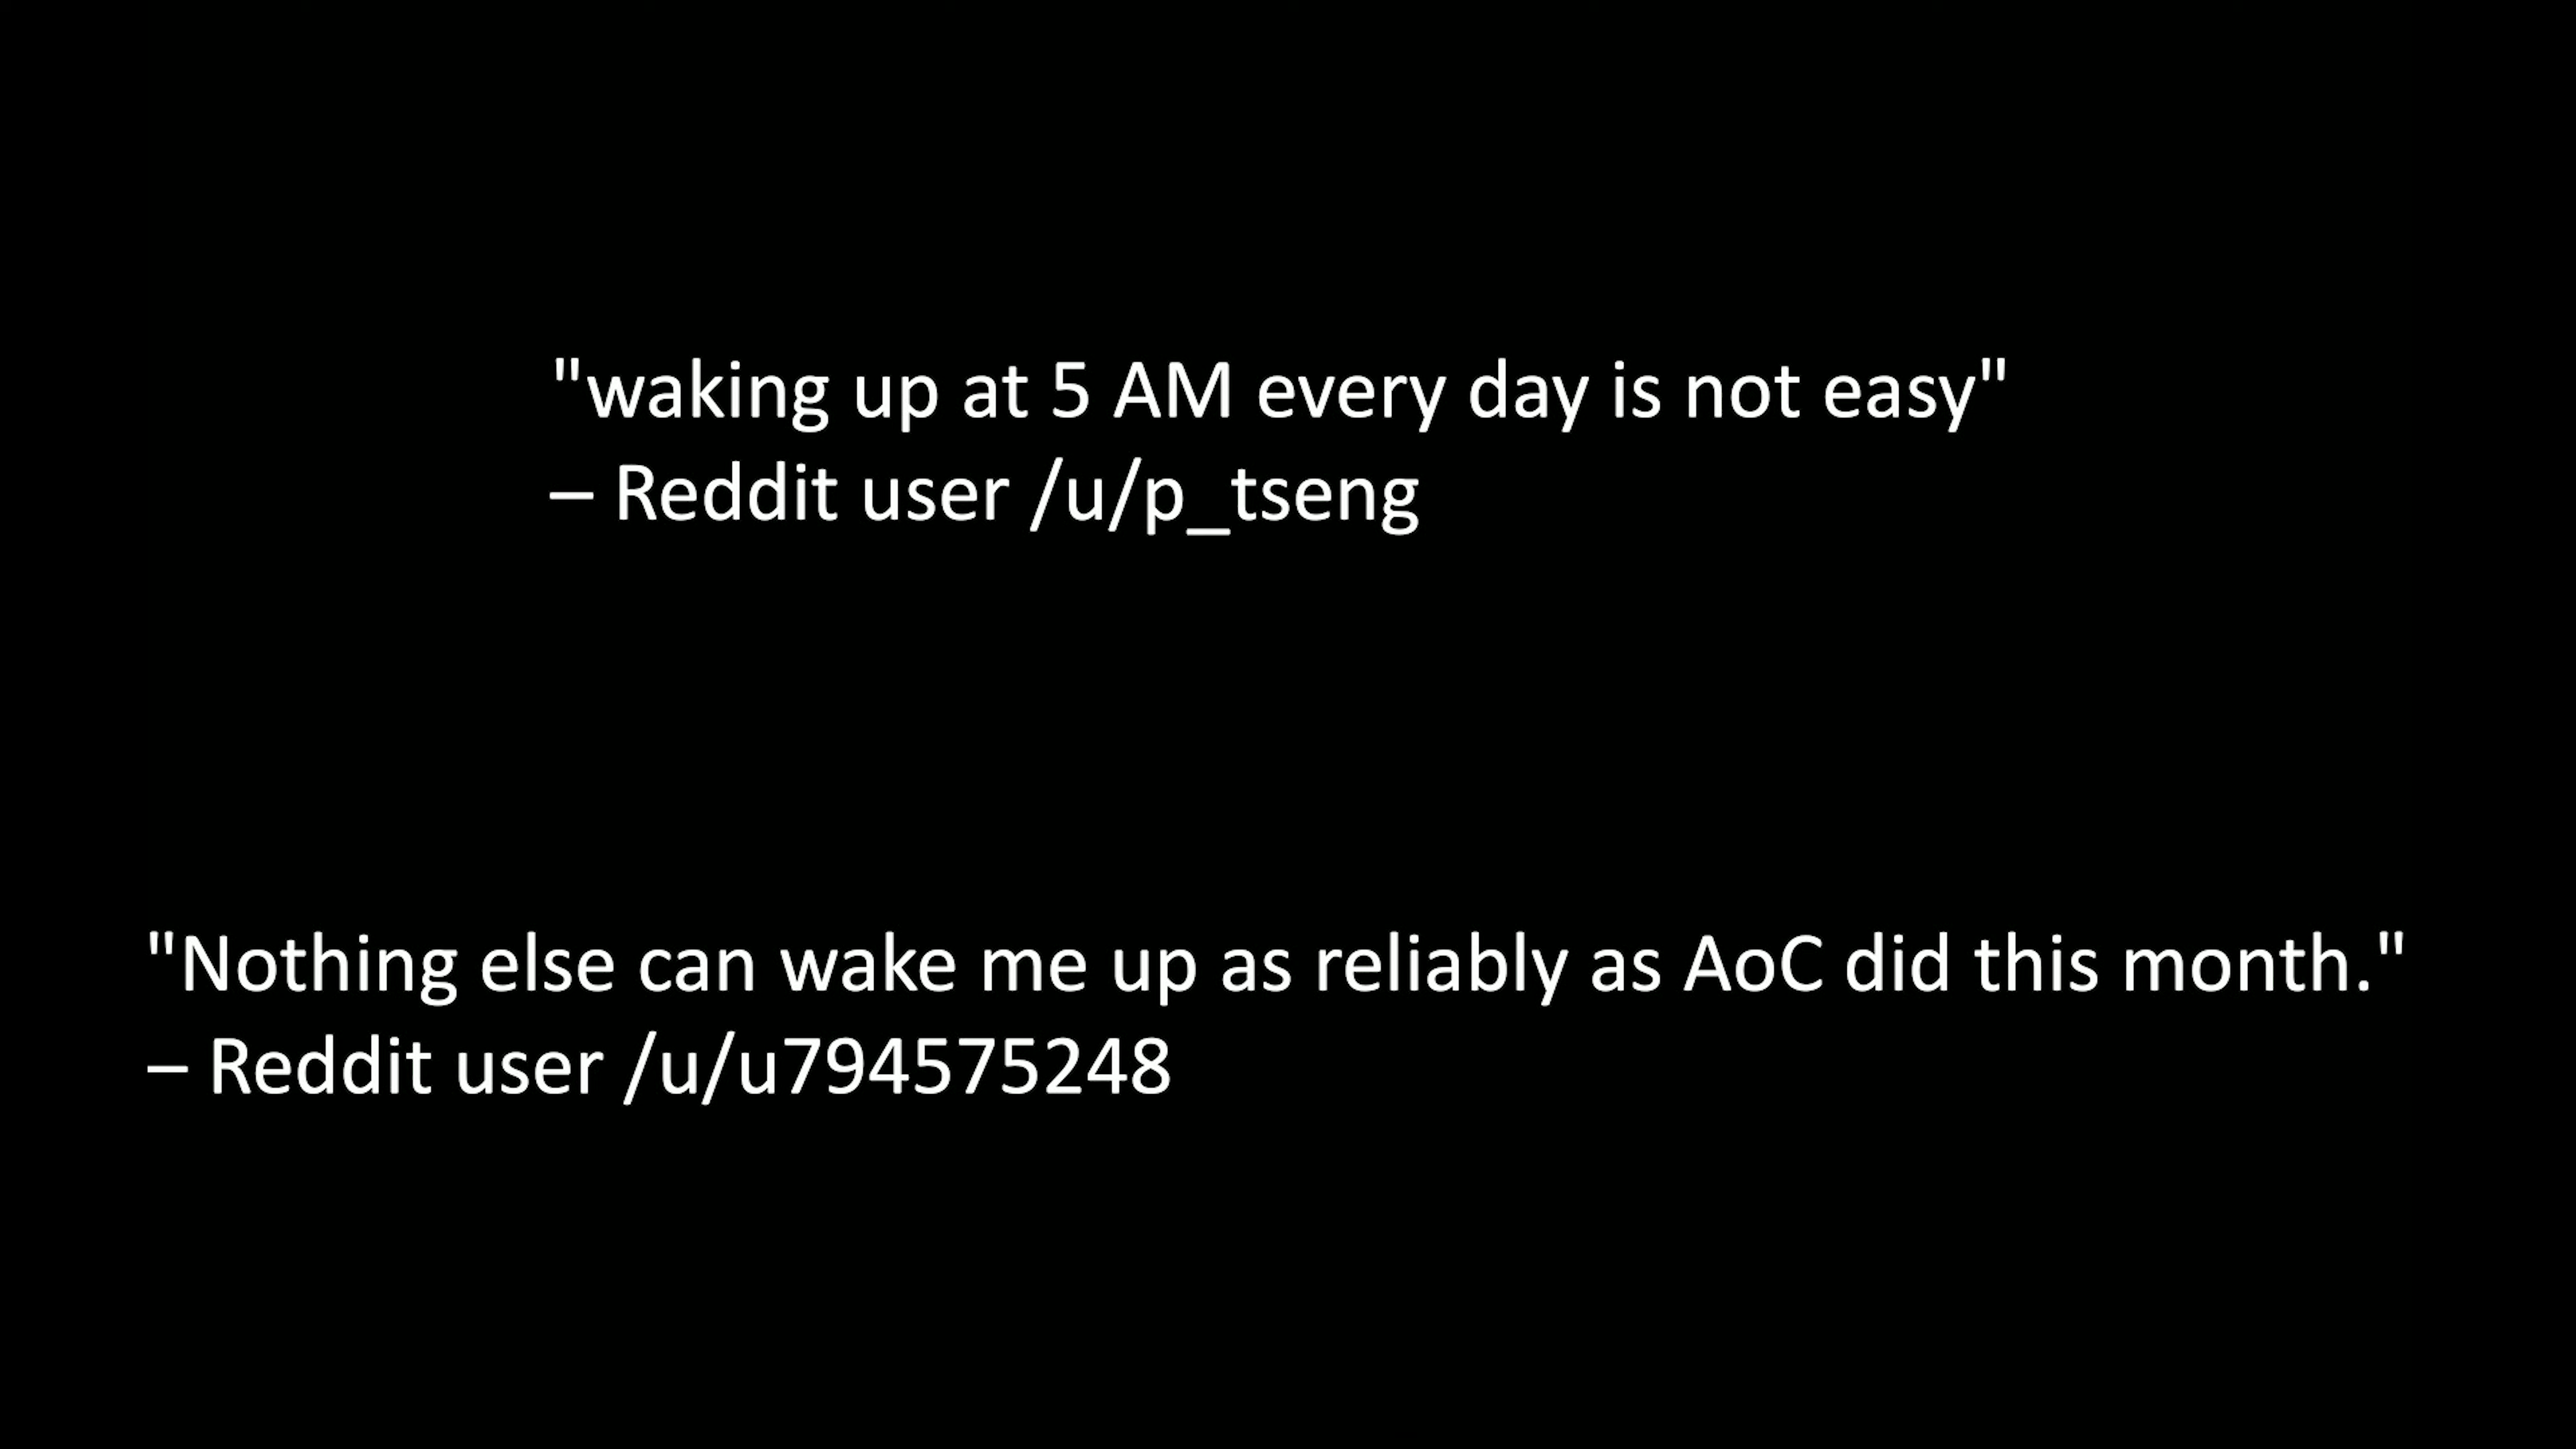 "waking up at 5 AM every day is not easy"
– Reddit user /u/p_tseng
"Nothing else can wake me up as reliably as AoC did this month."
– Reddit user /u/u794575248